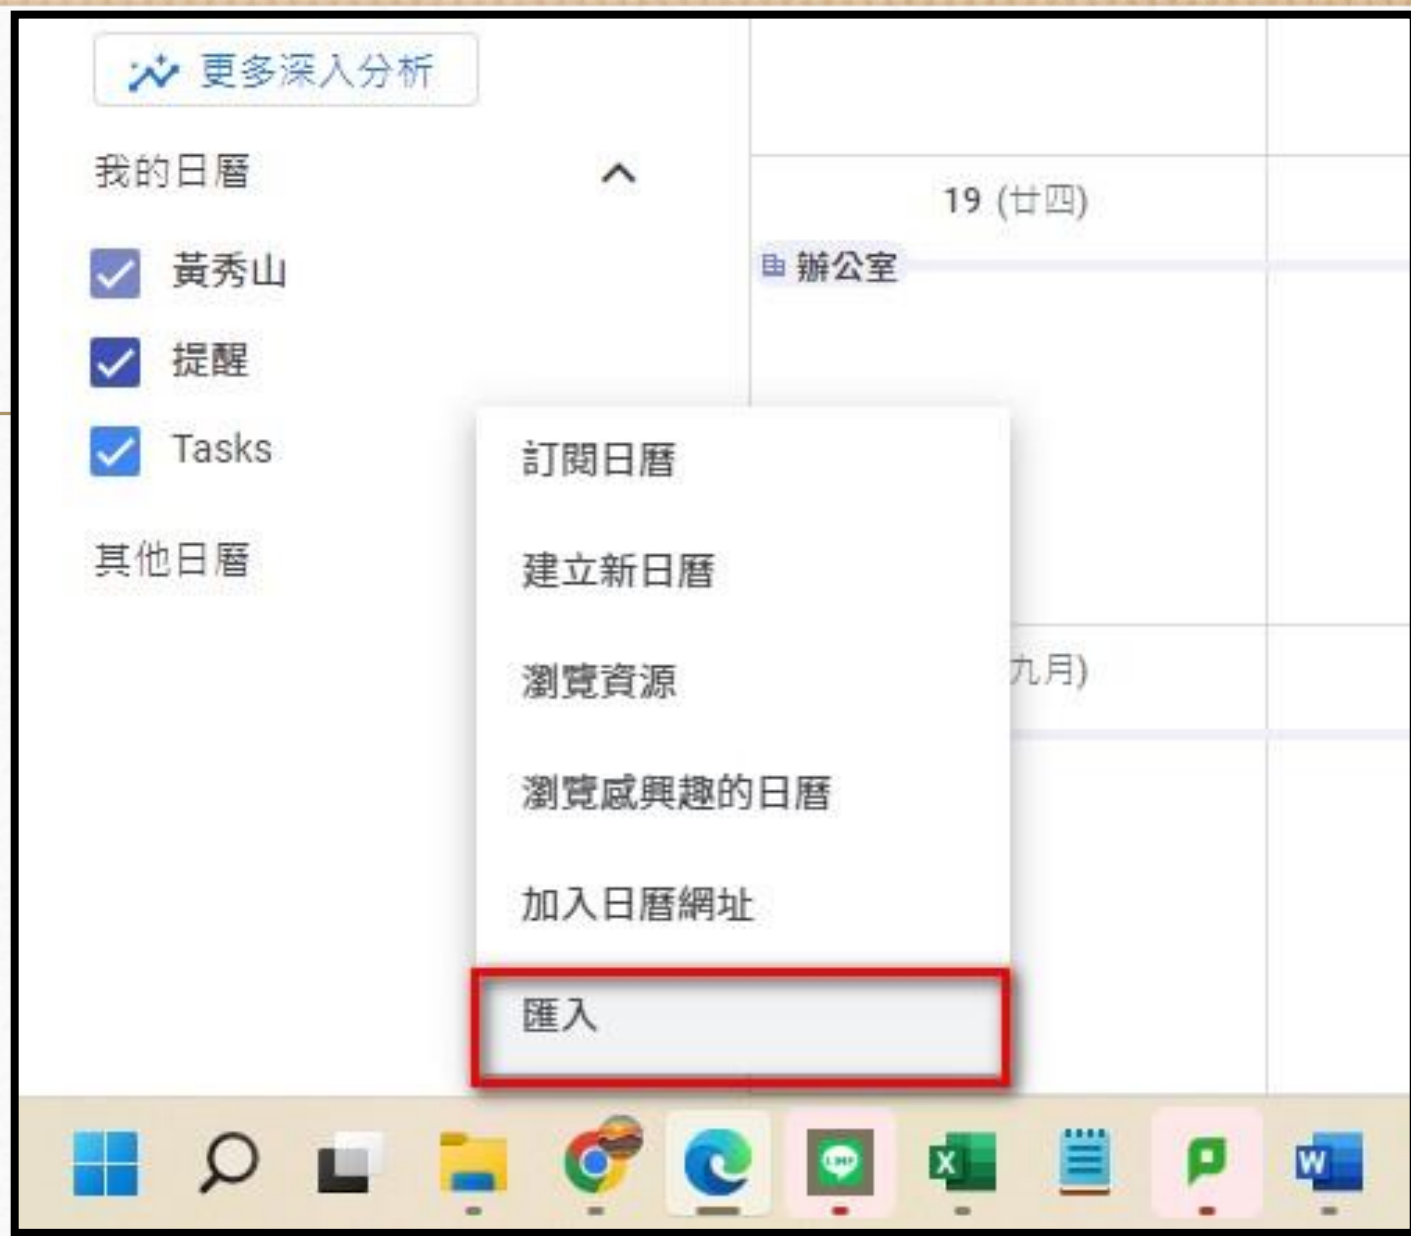 更多深入分析
我的日曆
19 (廿四)
黃秀山
辦公室
提醒
Tasks
訂閱日曆
其他日曆
建立新日曆
瀏覽資源
九月)
瀏覽感興趣的日曆
加入日曆網址
匯入
LINE
X
W